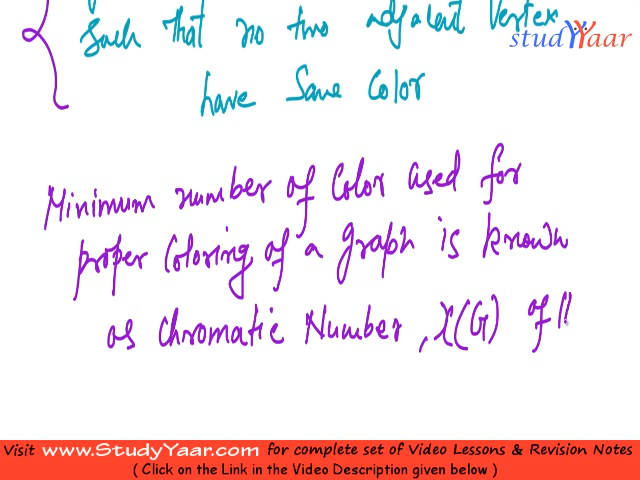 Such that no two adjacent vertex
studYYaar
have Same Color
Minimum number of Color used for
proper Coloring of a graph is known
as Chromatic Number, χ(G) of
Visit www.StudyYaar.com for complete set of Video Lessons & Revision Notes
( Click on the Link in the Video Description given below )